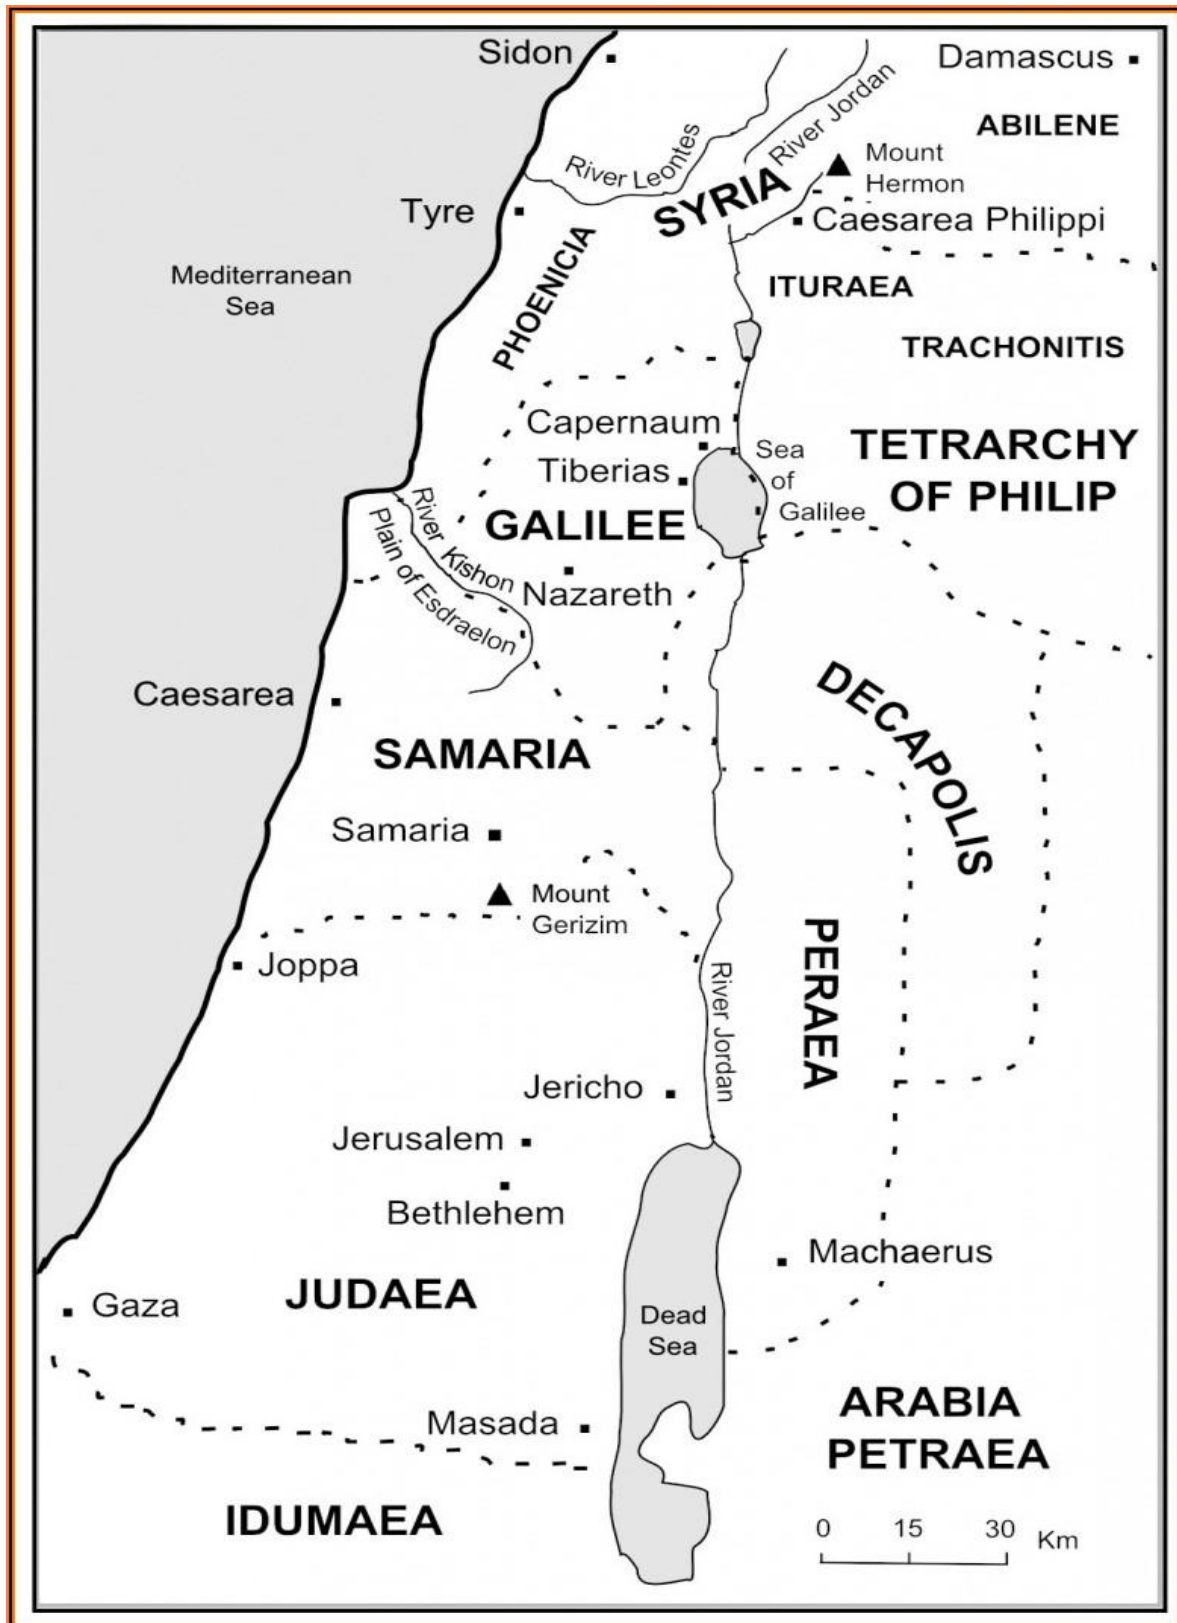 Sidon
Damascus
River Jordan
ABILENE
River Leontes
Mount
Hermon
SYRIA
Tyre
Caesarea Philippi
PHOENICIA
Mediterranean
Sea
ITURAEA
TRACHONITIS
Capernaum
TETRARCHY
OF PHILIP
Sea
of
Galilee
Tiberias
GALILEE
River Kishon
Plain of Esdraelon
Nazareth
Caesarea
DECAPOLIS
SAMARIA
Samaria
Mount
Gerizim
PERAEA
Joppa
River Jordan
Jericho
Jerusalem
Bethlehem
Machaerus
JUDAEA
Gaza
Dead
Sea
ARABIA
PETRAEA
Masada
IDUMAEA
0 15 30 Km